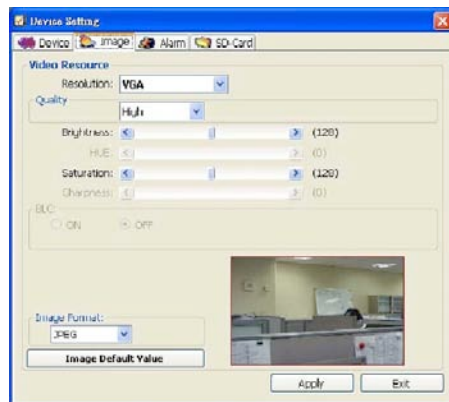 Device Setting
Device Image Alarm SD-Card
Video Resource
Resolution: VGA
Quality
High
Brightness: (128)
HUE: (0)
Saturation: (128)
Sharpness: (0)
BLC
ON OFF
Image Format:
JPEG
Image Default Value
Apply Exit